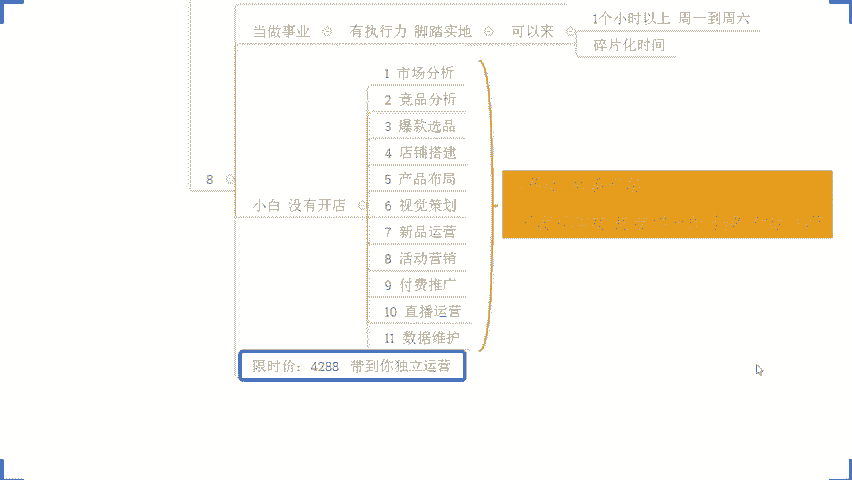 当做事业
有执行力 脚踏实地
可以来
1个小时以上 周一到周六
碎片化时间
8
小白 没有开店
1 市场分析
2 竞品分析
3 爆款选品
4 店铺搭建
5 产品布局
6 视觉策划
7 新品运营
8 活动营销
9 付费推广
10 直播运营
11 数据维护
限时价：4288 带到你独立运营